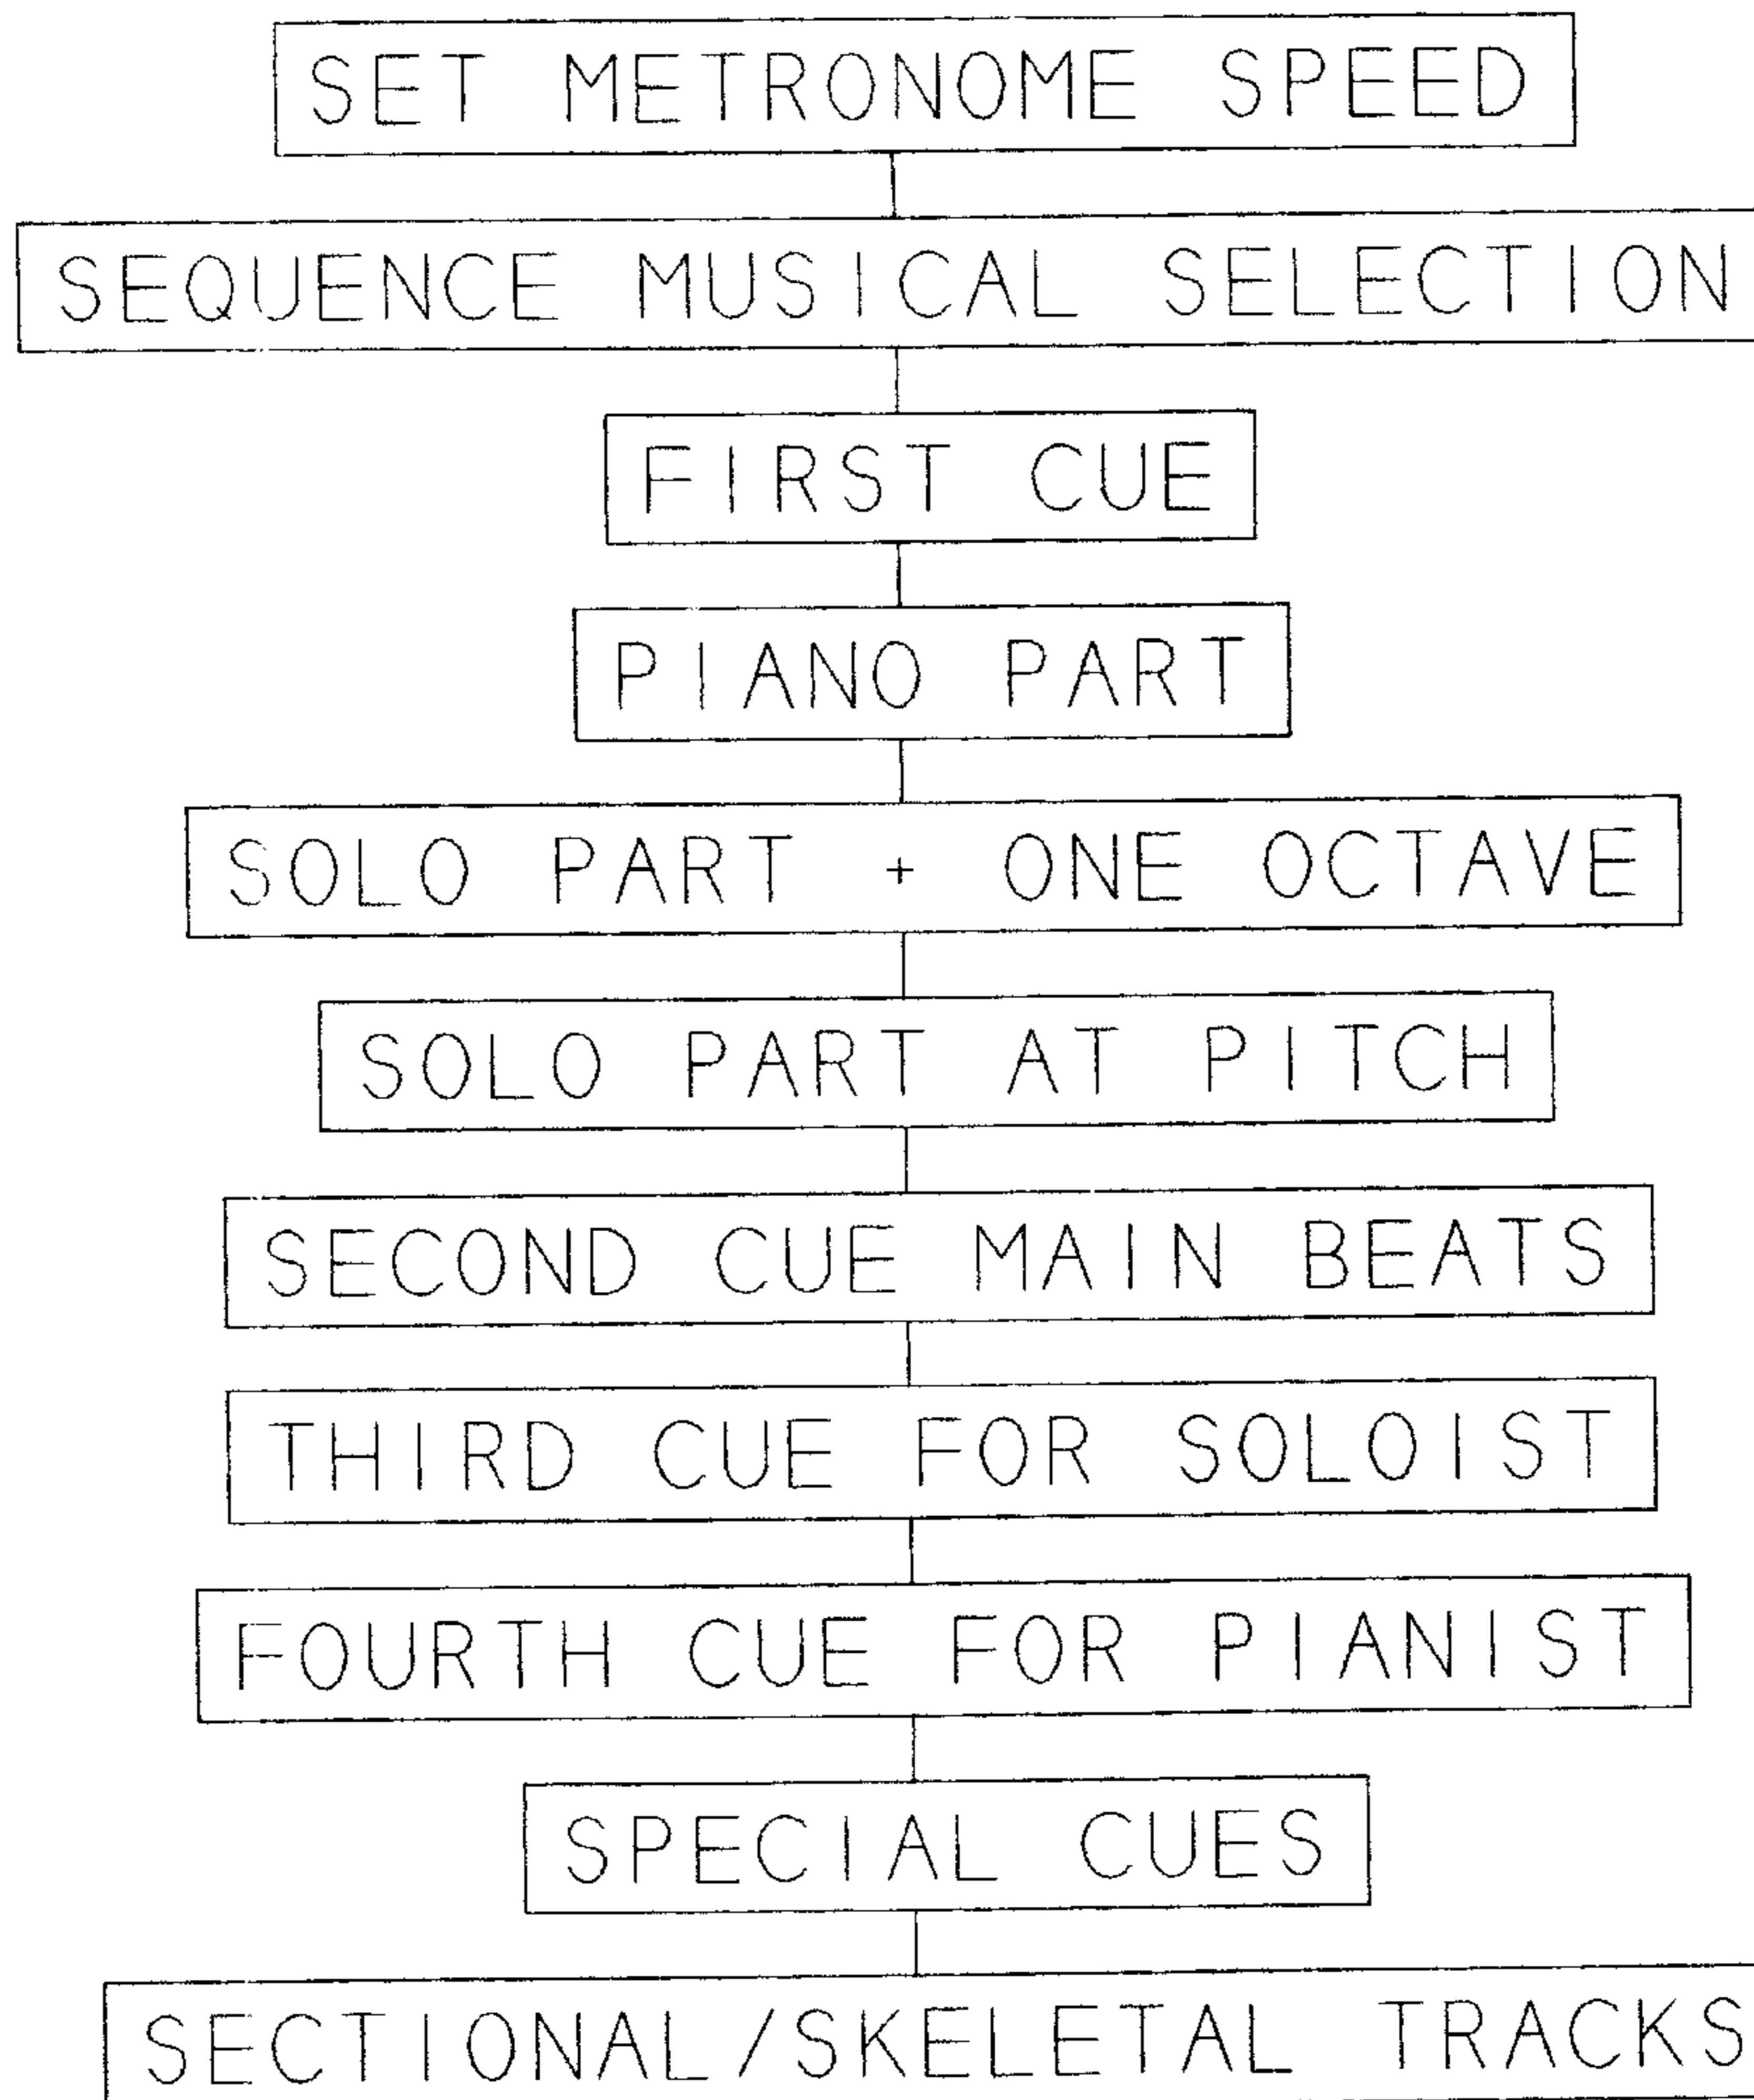 SET METRONOME SPEED
SEQUENCE MUSICAL SELECTION
FIRST CUE
PIANO PART
SOLO PART + ONE OCTAVE
SOLO PART AT PITCH
SECOND CUE MAIN BEATS
THIRD CUE FOR SOLOIST
FOURTH CUE FOR PIANIST
SPECIAL CUES
SECTIONAL/SKELETAL TRACKS